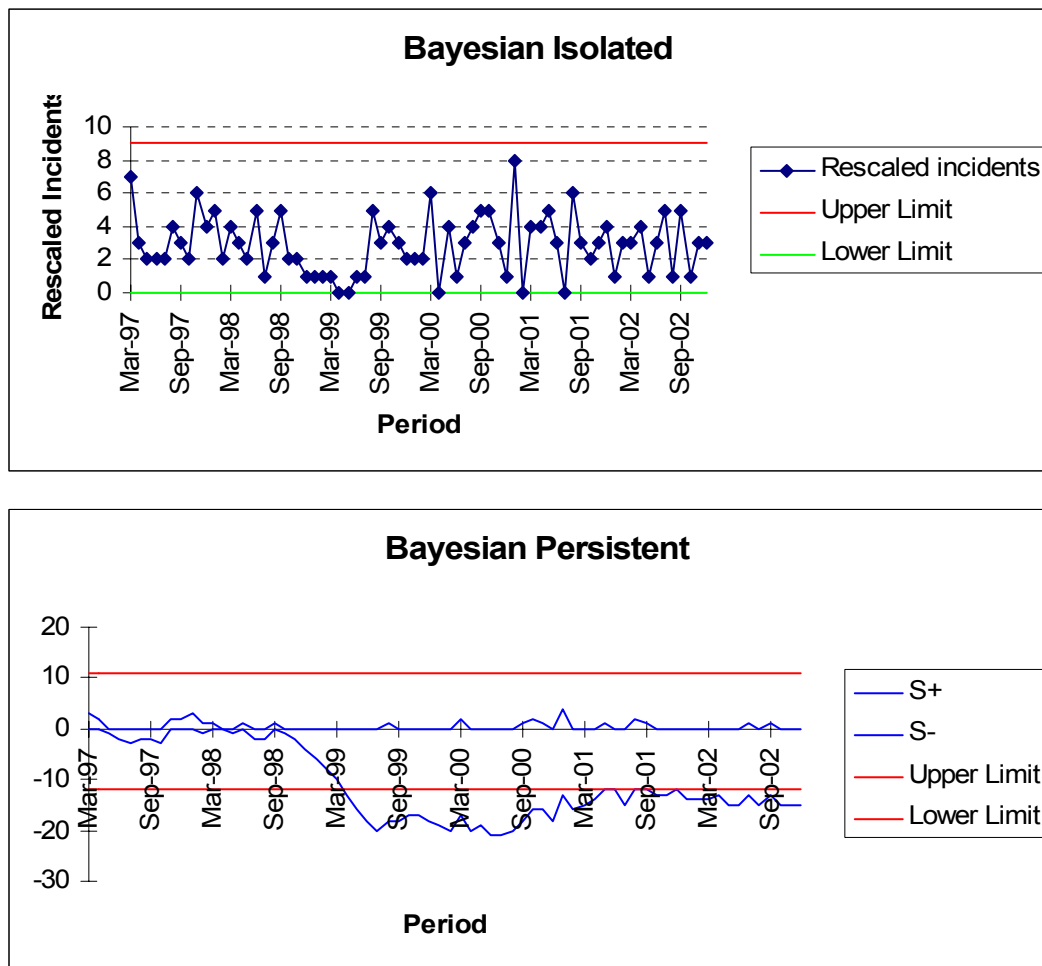 Bayesian Isolated
Rescaled Incidents
10
8
6
4
2
0
Mar-97
Sep-97
Mar-98
Sep-98
Mar-99
Sep-99
Mar-00
Sep-00
Mar-01
Sep-01
Mar-02
Sep-02
Period
Rescaled incidents
Upper Limit
Lower Limit
Bayesian Persistent
20
10
0
-10
-20
-30
Mar-97
Sep-97
Mar-98
Sep-98
Mar-99
Sep-99
Mar-00
Sep-00
Mar-01
Sep-01
Mar-02
Sep-02
Period
S+
S-
Upper Limit
Lower Limit